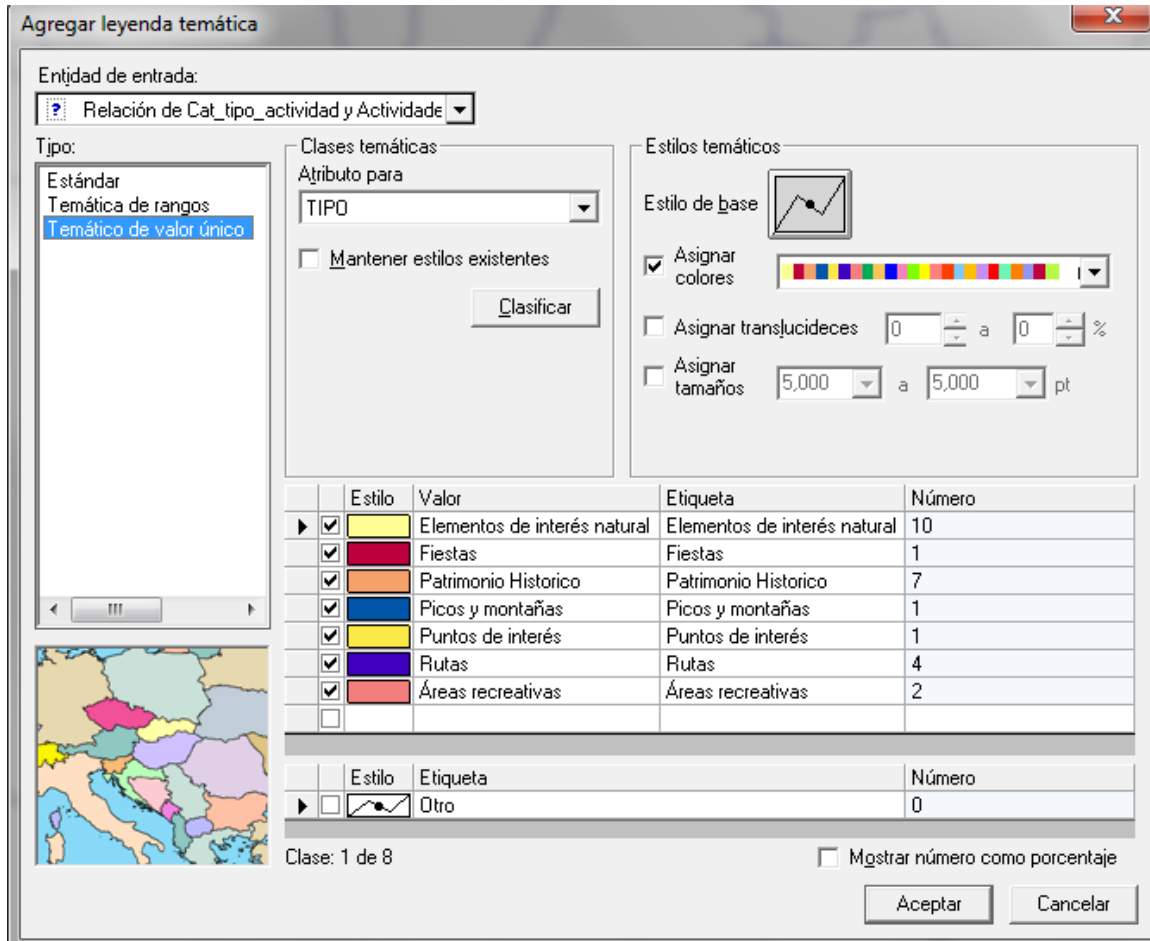 Agregar leyenda temática
Entidad de entrada:
Relación de Cat_tipo_actividad y Actividade
Tipo:
Estándar
Temática de rangos
Temático de valor único
Clases temáticas
Atributo para
TIPO
Mantener estilos existentes
Clasificar
Estilos temáticos
Estilo de base
Asignar
colores
Asignar translucideces 0 a 0 %
Asignar
tamaños 5,000 a 5,000 pt
Estilo Valor Etiqueta Número
Elementos de interés natural Elementos de interés natural 10
Fiestas Fiestas 1
Patrimonio Historico Patrimonio Historico 7
Picos y montañas Picos y montañas 1
Puntos de interés Puntos de interés 1
Rutas Rutas 4
Áreas recreativas Áreas recreativas 2
Estilo Etiqueta Número
Otro 0
Clase: 1 de 8
Mostrar número como porcentaje
Aceptar Cancelar